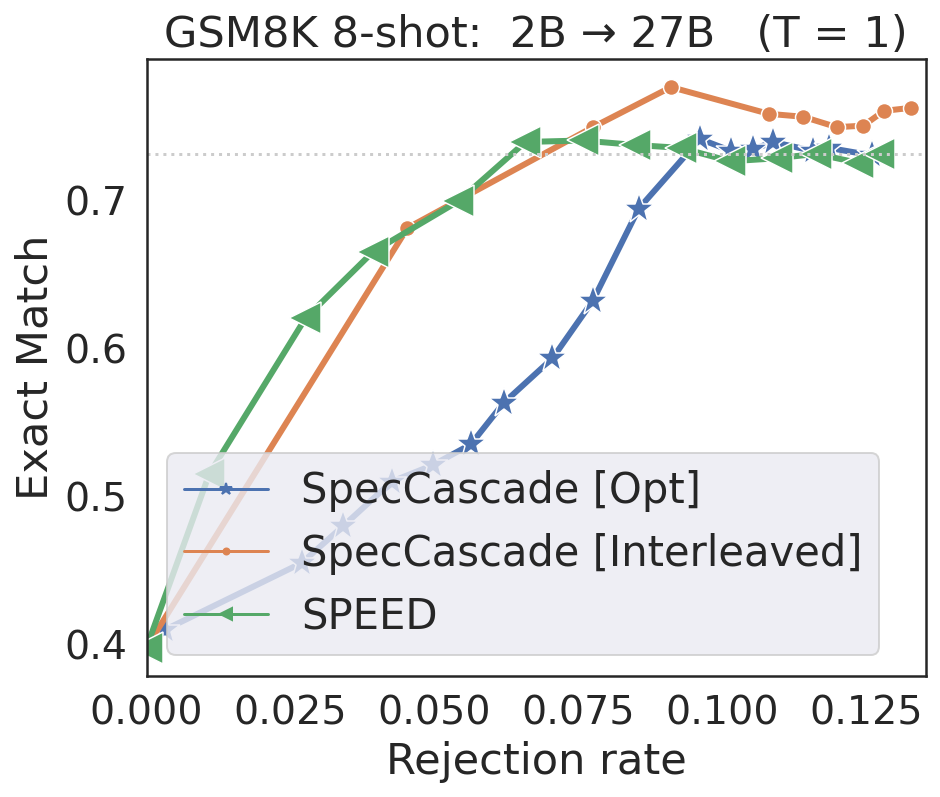 GSM8K 8-shot:  2B → 27B   (T = 1)
Exact Match
0.7
0.6
0.5
0.4
SpecCascade [Opt]
SpecCascade [Interleaved]
SPEED
0.000 0.025 0.050 0.075 0.100 0.125
Rejection rate